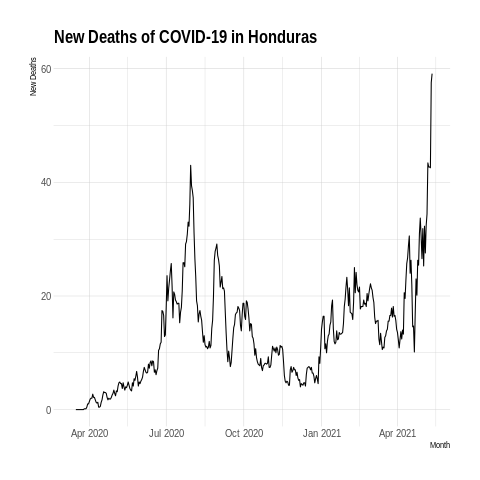 New Deaths of COVID-19 in Honduras
New Deaths
60
40
20
0
Apr 2020 Jul 2020 Oct 2020 Jan 2021 Apr 2021
Month